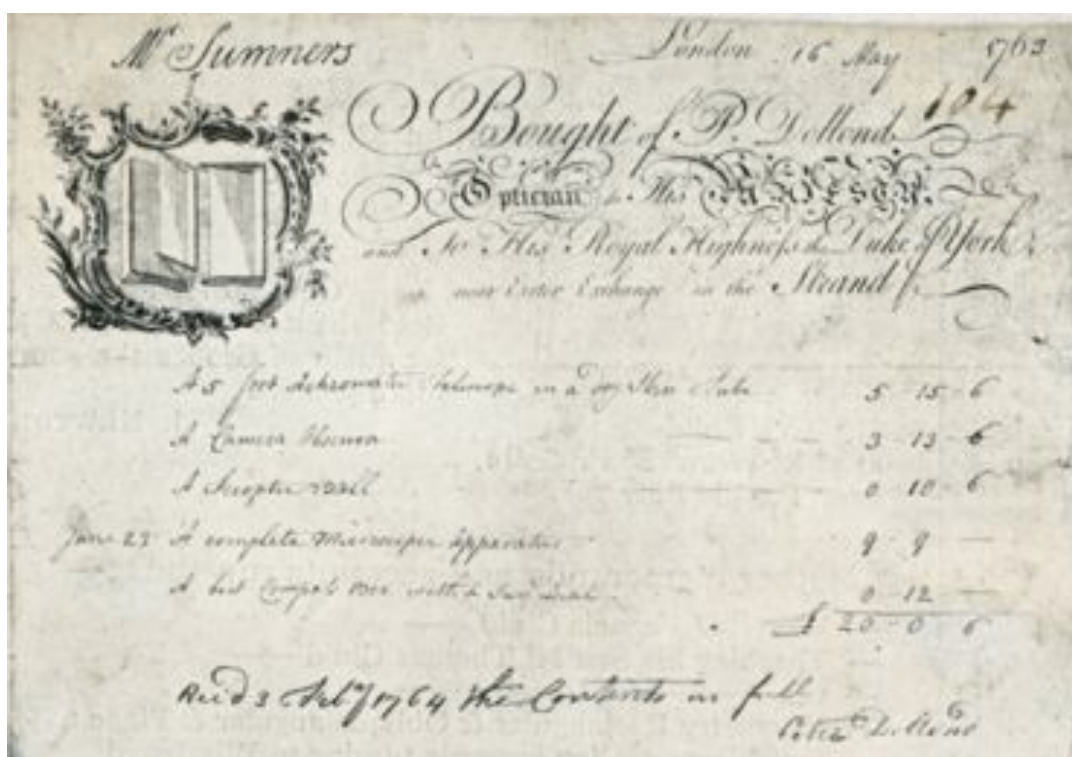 Mr Sumners
London 16 May 1763
104
Bought of P. Dollond
Optician to His MAJESTY.
and to His Royal Highness the Duke of York
near Exeter Exchange in the Strand
A 5 foot Achromatic Telescope in a Tube 5 15 6
A Camera Obscura 3 13 6
A Scioptic Ball 0 10 6
June 23 A complete Microscope apparatus 9 9 —
A best Compass Box with a Sun Dial 0 12 —
£ 20 0 6
Recd 3 Feby 1764 the Contents in full
Peter Dollond